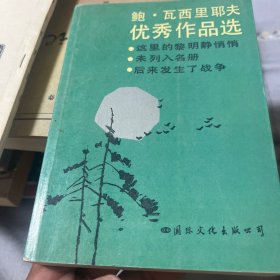 鲍·瓦西里耶夫
优秀作品选
•这里的黎明静悄悄
•未列入名册
•后来发生了战争
国际文化出版公司